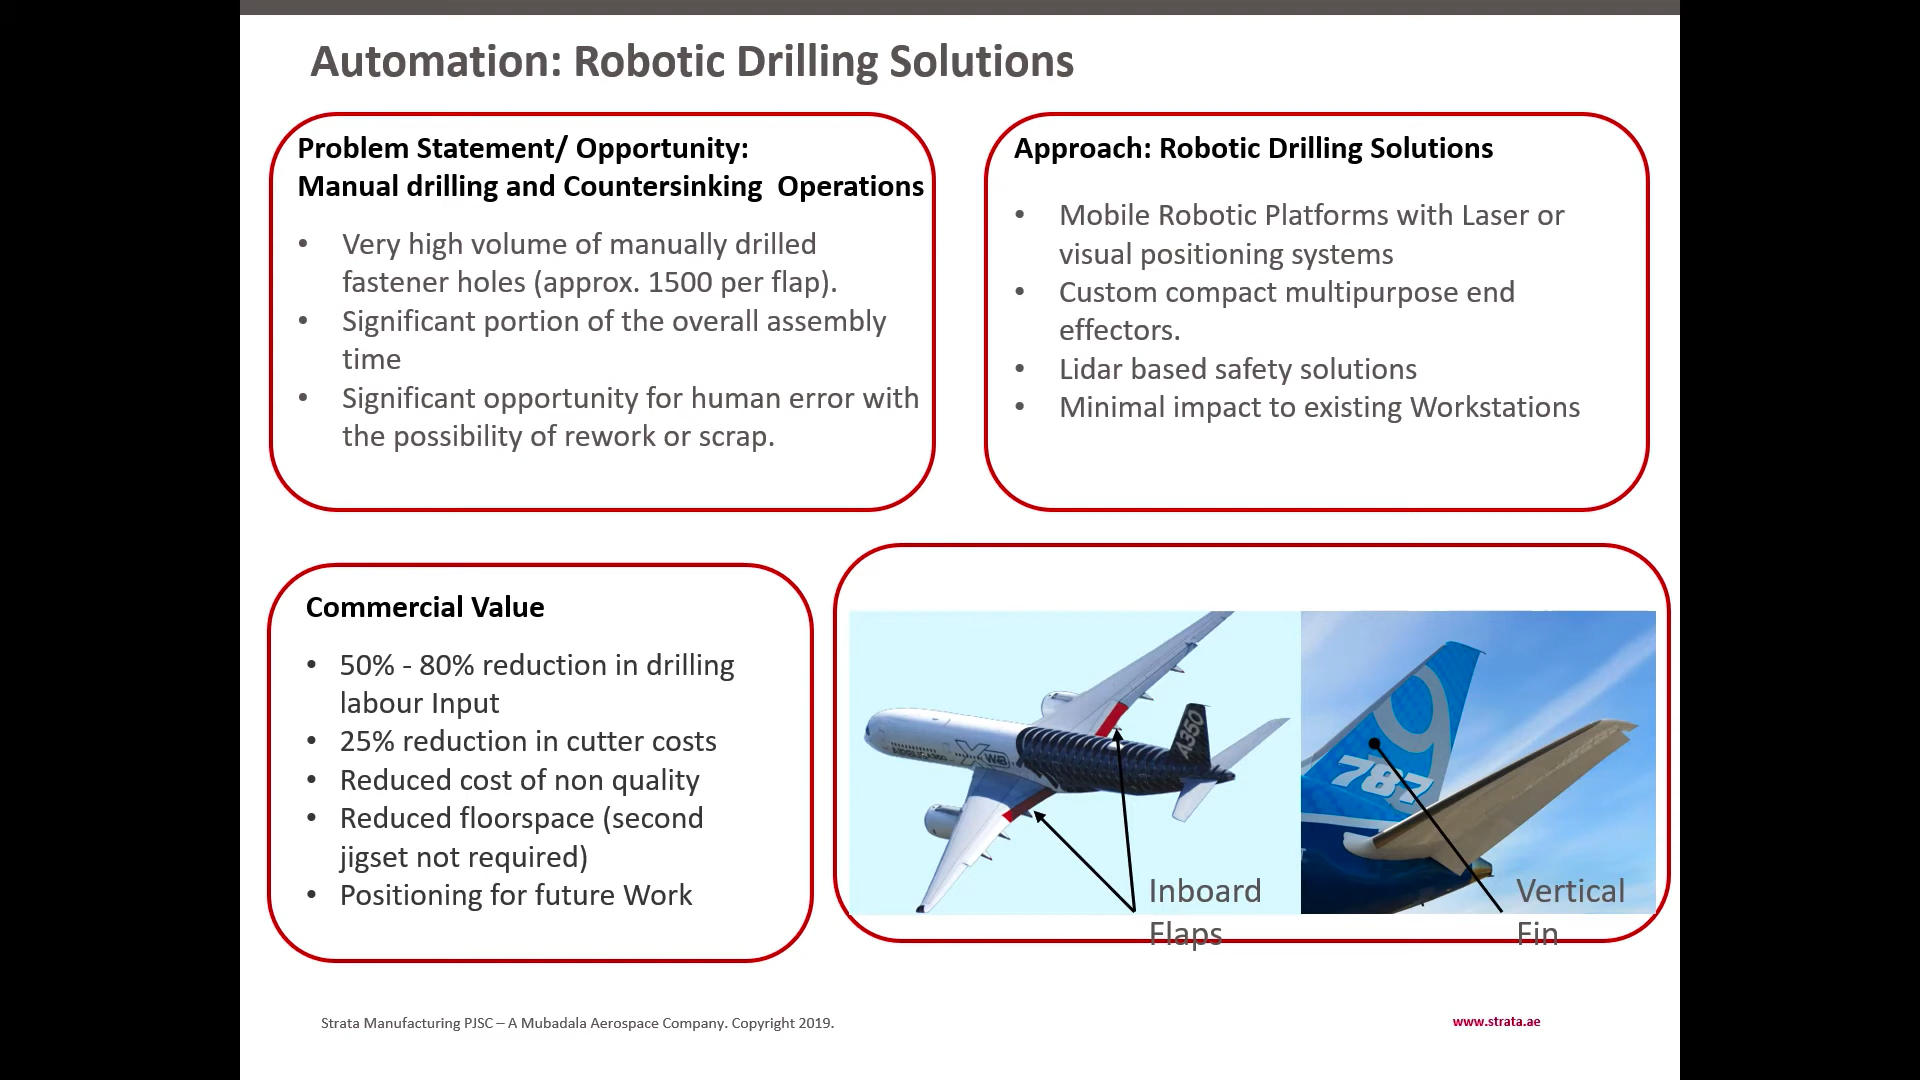 Automation: Robotic Drilling Solutions
Problem Statement/ Opportunity:
Manual drilling and Countersinking  Operations
• Very high volume of manually drilled
fastener holes (approx. 1500 per flap).
• Significant portion of the overall assembly
time
• Significant opportunity for human error with
the possibility of rework or scrap.
Approach: Robotic Drilling Solutions
• Mobile Robotic Platforms with Laser or
visual positioning systems
• Custom compact multipurpose end
effectors.
• Lidar based safety solutions
• Minimal impact to existing Workstations
Commercial Value
• 50% - 80% reduction in drilling
labour Input
• 25% reduction in cutter costs
• Reduced cost of non quality
• Reduced floorspace (second
jigset not required)
• Positioning for future Work
A350
XWB
Inboard
Flaps
9
787
Vertical
Fin
Strata Manufacturing PJSC – A Mubadala Aerospace Company. Copyright 2019.
www.strata.ae